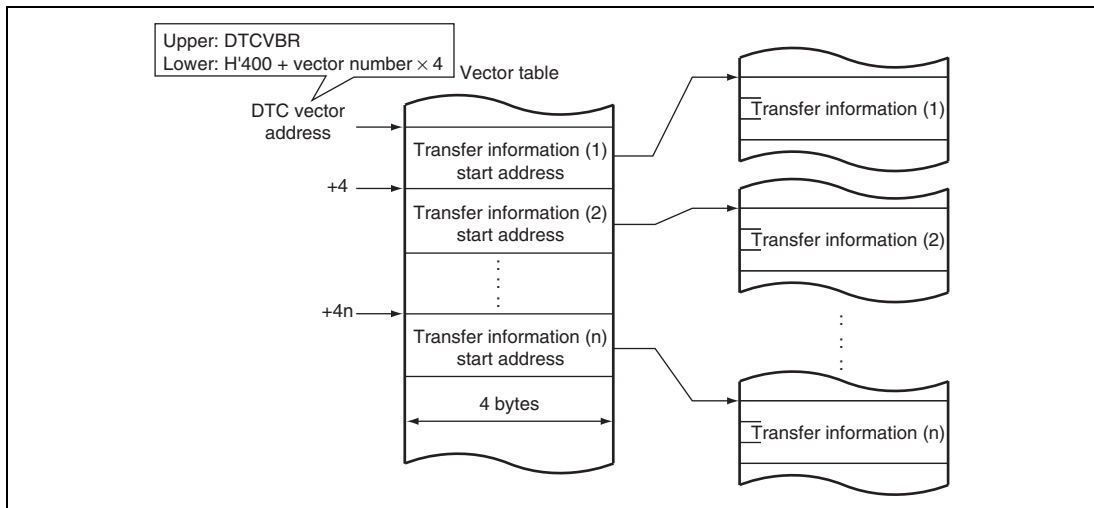 Upper: DTCVBR
Lower: H'400 + vector number × 4
Vector table
DTC vector
address
Transfer information (1)
start address
+4
Transfer information (2)
start address
+4n
Transfer information (n)
start address
4 bytes
Transfer information (1)
Transfer information (2)
Transfer information (n)